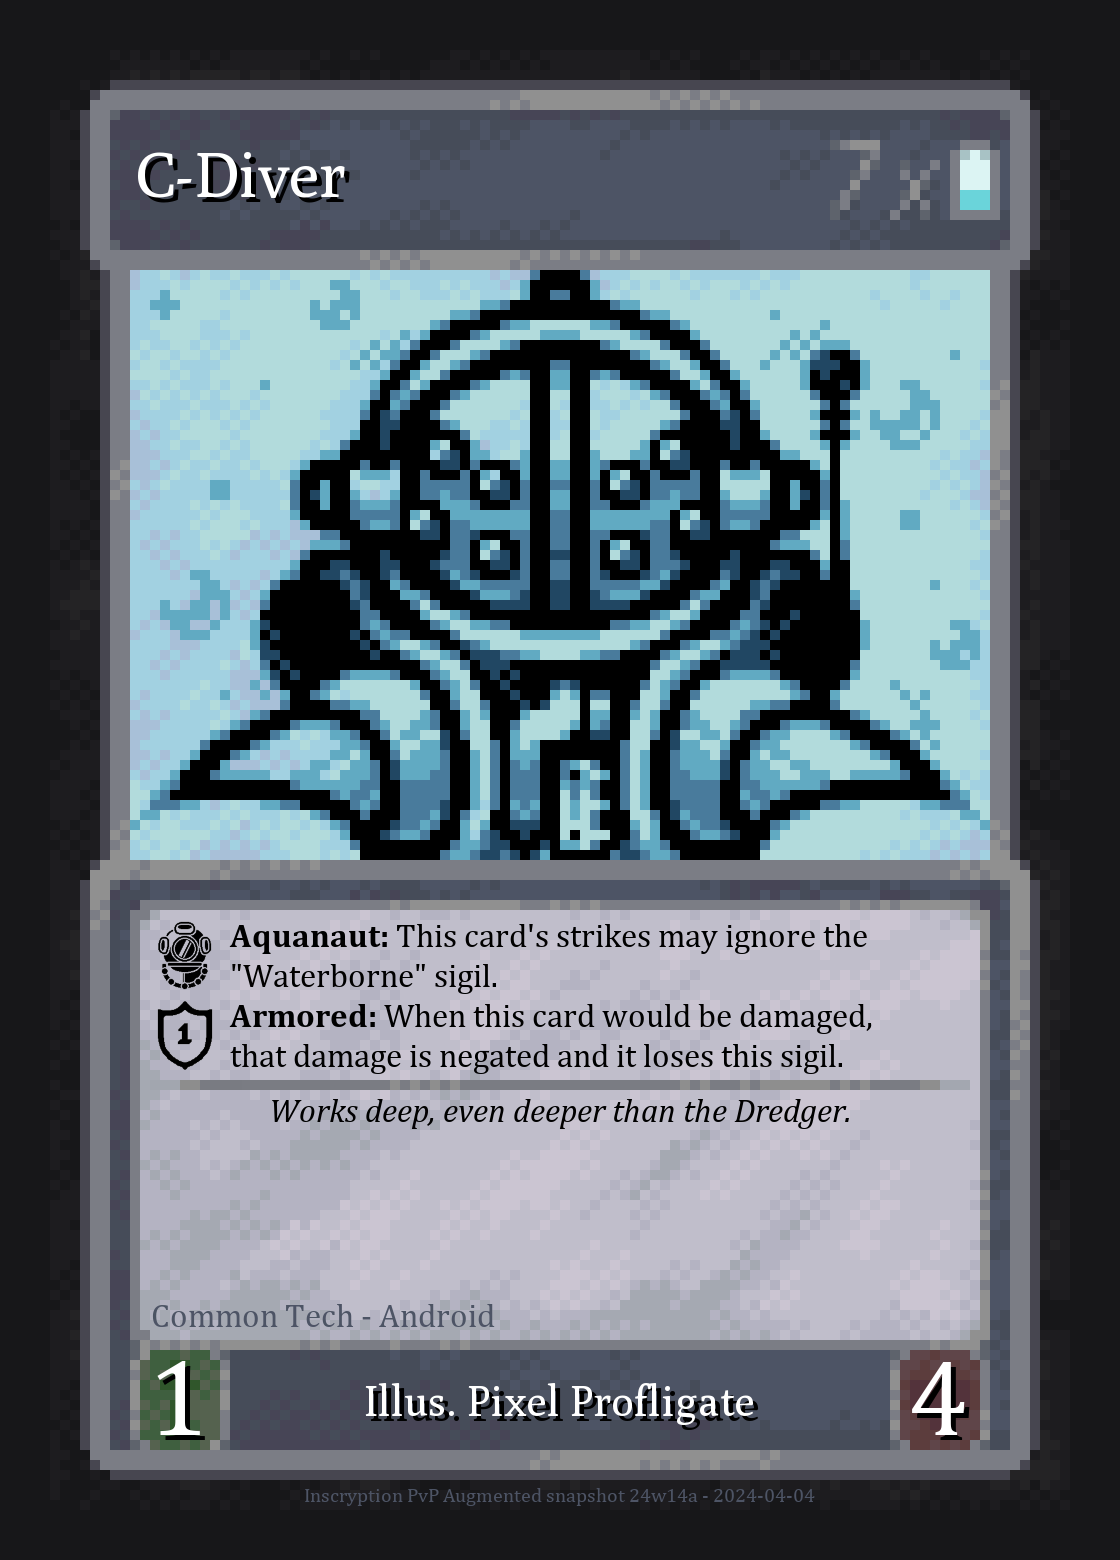 C-Diver
7 x
Aquanaut: This card's strikes may ignore the
"Waterborne" sigil.
1
Armored: When this card would be damaged,
that damage is negated and it loses this sigil.
Works deep, even deeper than the Dredger.
Common Tech - Android
1
Illus. Pixel Profligate
4
Inscryption PvP Augmented snapshot 24w14a - 2024-04-04